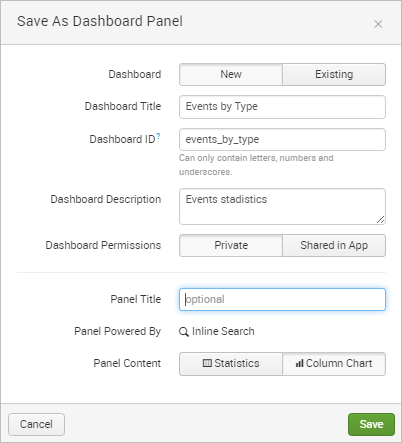 Save As Dashboard Panel ×
Dashboard New Existing
Dashboard Title Events by Type
Dashboard ID? events_by_type
Can only contain letters, numbers and
underscores.
Dashboard Description Events stadistics
Dashboard Permissions Private Shared in App
Panel Title optional
Panel Powered By Inline Search
Panel Content Statistics Column Chart
Cancel Save